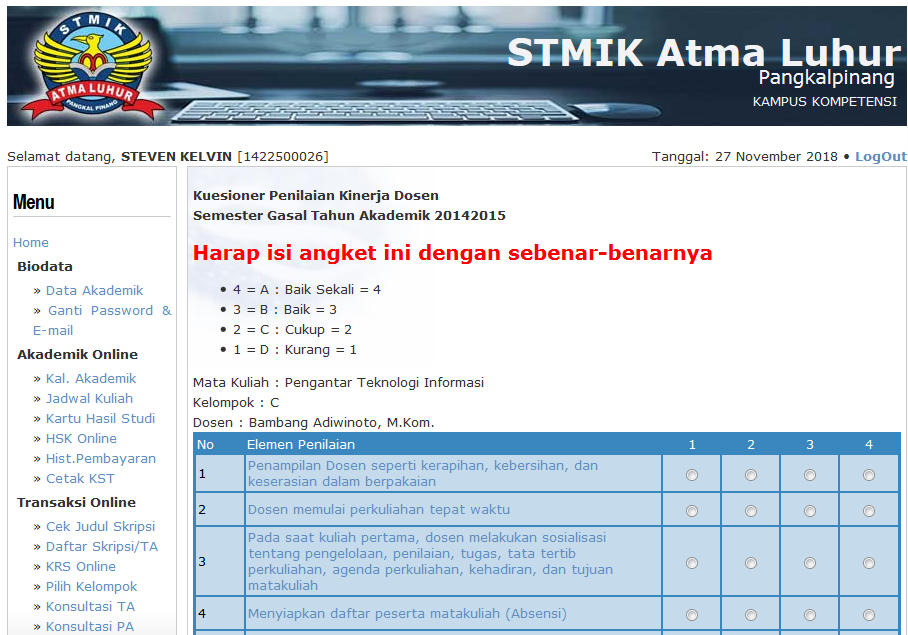 STMIK
ATMA LUHUR
PANGKAL PINANG
STMIK Atma Luhur
Pangkalpinang
KAMPUS KOMPETENSI
Selamat datang, STEVEN KELVIN [1422500026]
Tanggal: 27 November 2018 • LogOut
Menu
Home
Biodata
» Data Akademik
» Ganti Password &
E-mail
Akademik Online
» Kal. Akademik
» Jadwal Kuliah
» Kartu Hasil Studi
» HSK Online
» Hist.Pembayaran
» Cetak KST
Transaksi Online
» Cek Judul Skripsi
» Daftar Skripsi/TA
» KRS Online
» Pilih Kelompok
» Konsultasi TA
» Konsultasi PA
Kuesioner Penilaian Kinerja Dosen
Semester Gasal Tahun Akademik 20142015
Harap isi angket ini dengan sebenar-benarnya
• 4 = A : Baik Sekali = 4
• 3 = B : Baik = 3
• 2 = C : Cukup = 2
• 1 = D : Kurang = 1
Mata Kuliah : Pengantar Teknologi Informasi
Kelompok : C
Dosen : Bambang Adiwinoto, M.Kom.
No Elemen Penilaian 1 2 3 4
1 Penampilan Dosen seperti kerapihan, kebersihan, dan
keserasian dalam berpakaian
2 Dosen memulai perkuliahan tepat waktu
3 Pada saat kuliah pertama, dosen melakukan sosialisasi
tentang pengelolaan, penilaian, tugas, tata tertib
perkuliahan, agenda perkuliahan, kehadiran, dan tujuan
matakuliah
4 Menyiapkan daftar peserta matakuliah (Absensi)